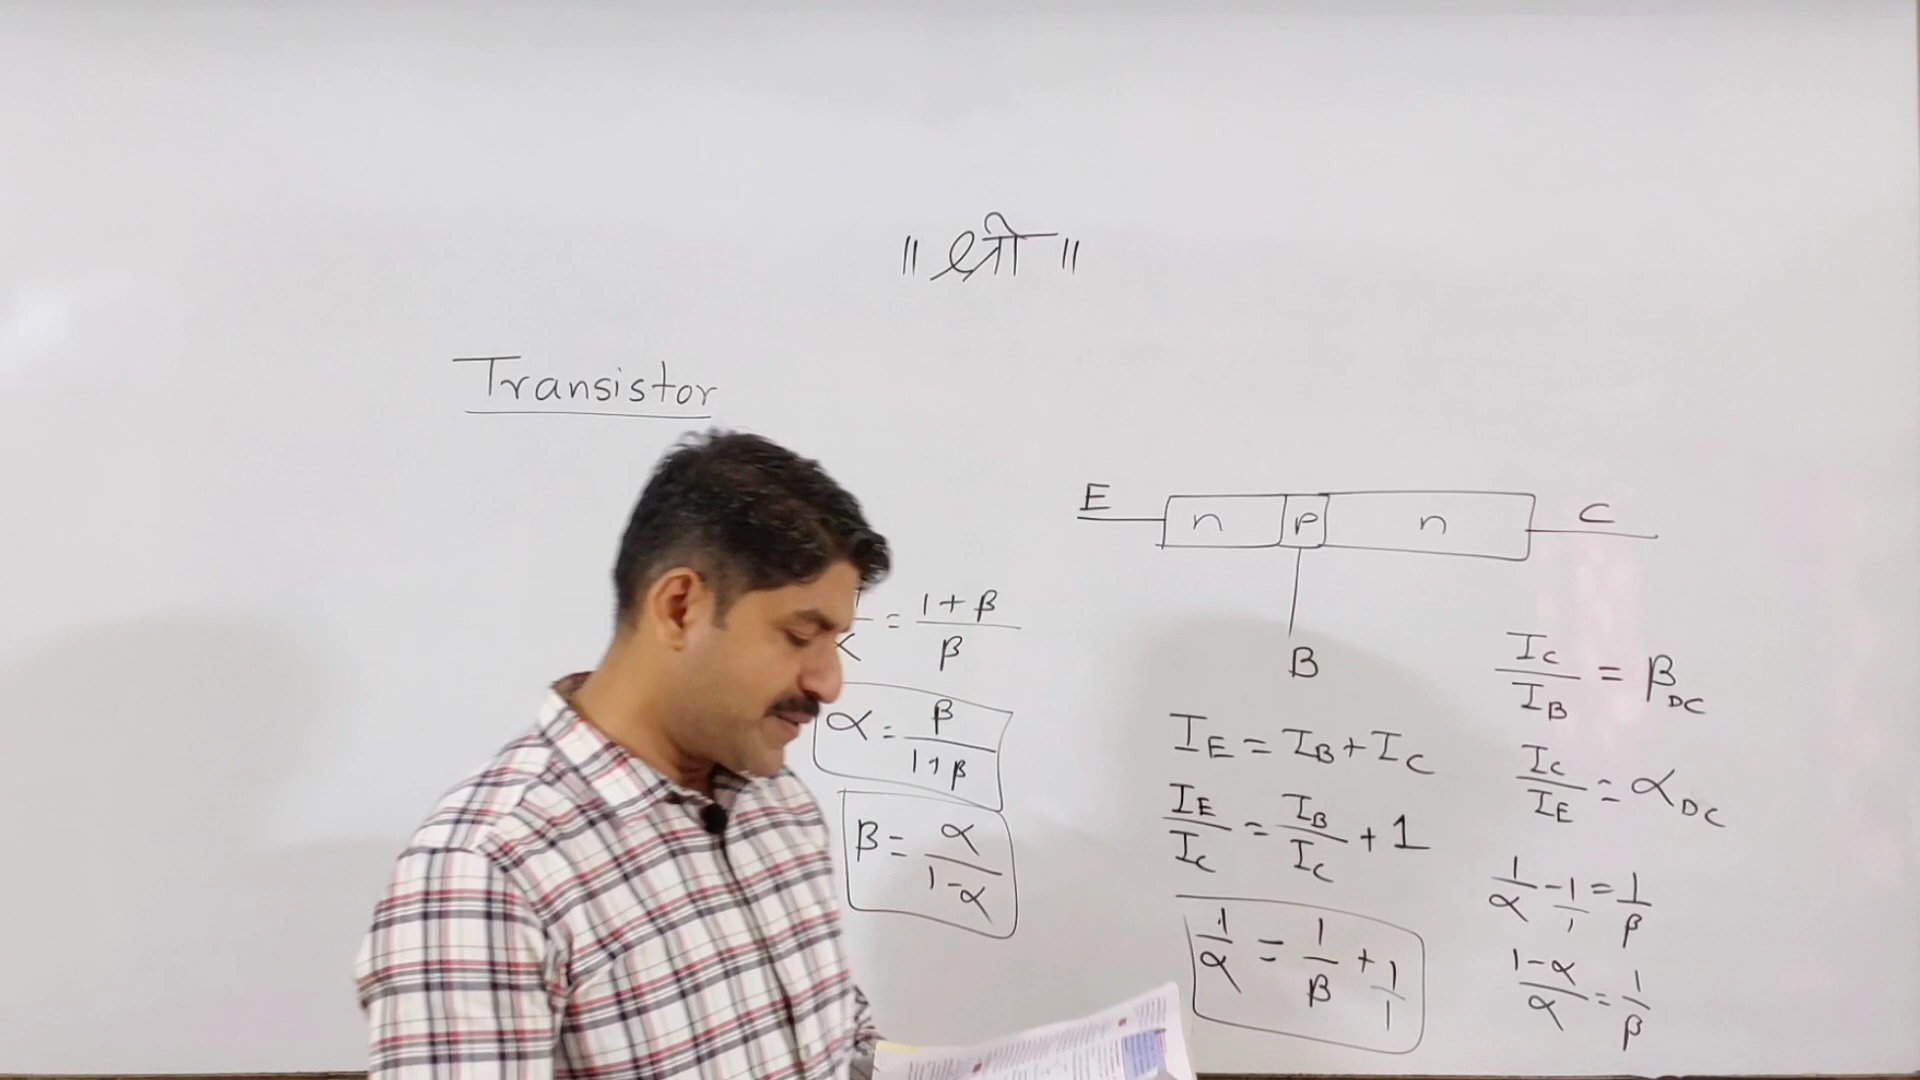 ॥ श्री ॥
Transistor
E n P n C
B
1/α = (1+β)/β
α = β/(1+β)
β = α/(1-α)
I_E = I_B + I_C
I_E/I_C = I_B/I_C + 1
1/α = 1/β + 1/1
I_C/I_B = β_DC
I_C/I_E = α_DC
1/α - 1/1 = 1/β
(1-α)/α = 1/β